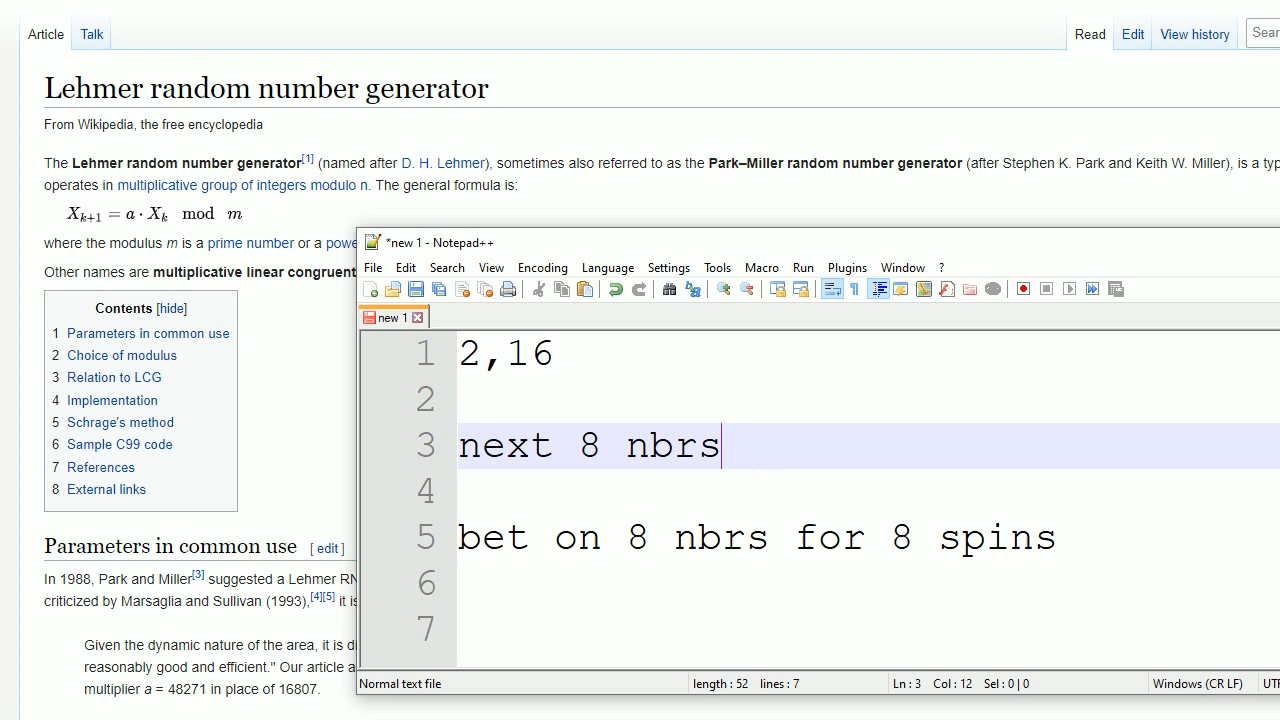 Article Talk Read Edit View history Sear
Lehmer random number generator
From Wikipedia, the free encyclopedia
The Lehmer random number generator[1] (named after D. H. Lehmer), sometimes also referred to as the Park–Miller random number generator (after Stephen K. Park and Keith W. Miller), is a typ
operates in multiplicative group of integers modulo n. The general formula is:
X_{k+1} = a · X_k mod m
where the modulus m is a prime number or a powe
Other names are multiplicative linear congruent
Contents [hide]
1 Parameters in common use
2 Choice of modulus
3 Relation to LCG
4 Implementation
5 Schrage's method
6 Sample C99 code
7 References
8 External links
Parameters in common use [ edit ]
In 1988, Park and Miller[3] suggested a Lehmer RN
criticized by Marsaglia and Sullivan (1993),[4][5] it is
Given the dynamic nature of the area, it is di
reasonably good and efficient." Our article a
multiplier a = 48271 in place of 16807.
*new 1 - Notepad++
File Edit Search View Encoding Language Settings Tools Macro Run Plugins Window ?
new 1
1 2,16
2
3 next 8 nbrs
4
5 bet on 8 nbrs for 8 spins
6
7
Normal text file length : 52 lines : 7 Ln : 3 Col : 12 Sel : 0 | 0 Windows (CR LF) UTF